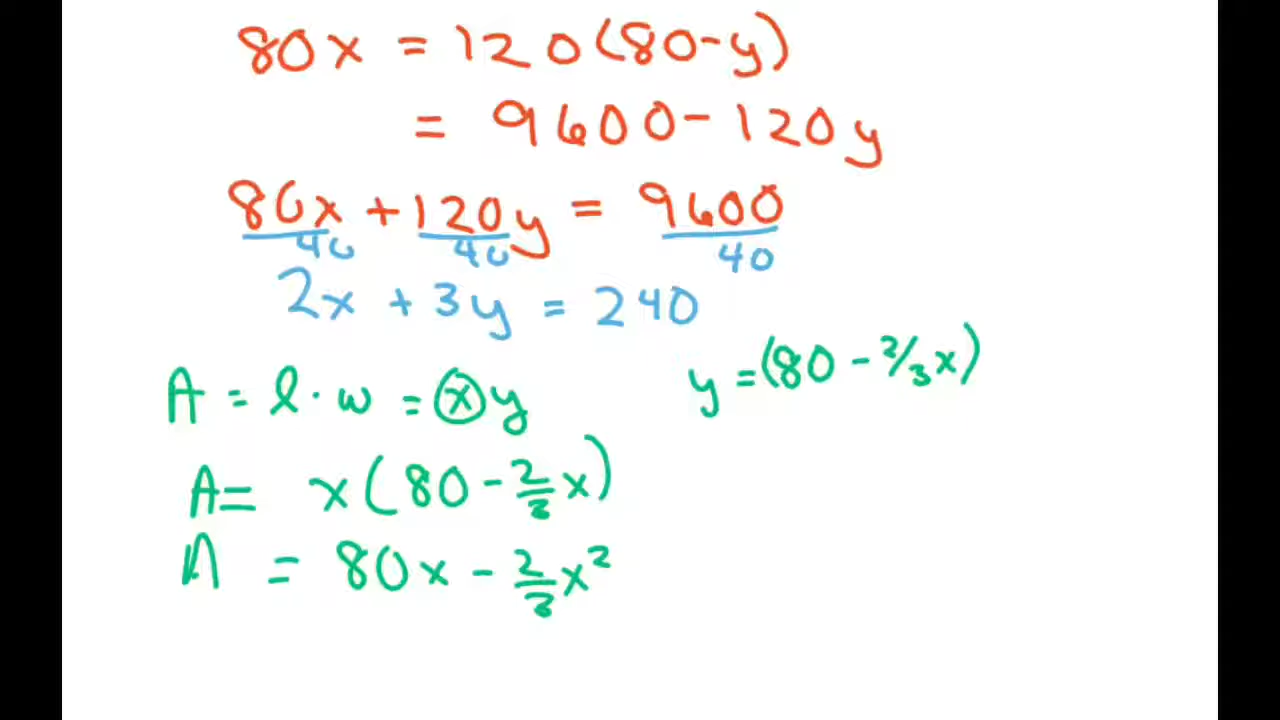 80x = 120(80-y)
= 9600-120y
80x + 120y = 9600
40 40 40
2x + 3y = 240
A = l · w = x y
y = (80 - 2/3 x)
A = x(80 - 2/3 x)
A = 80x - 2/3 x²